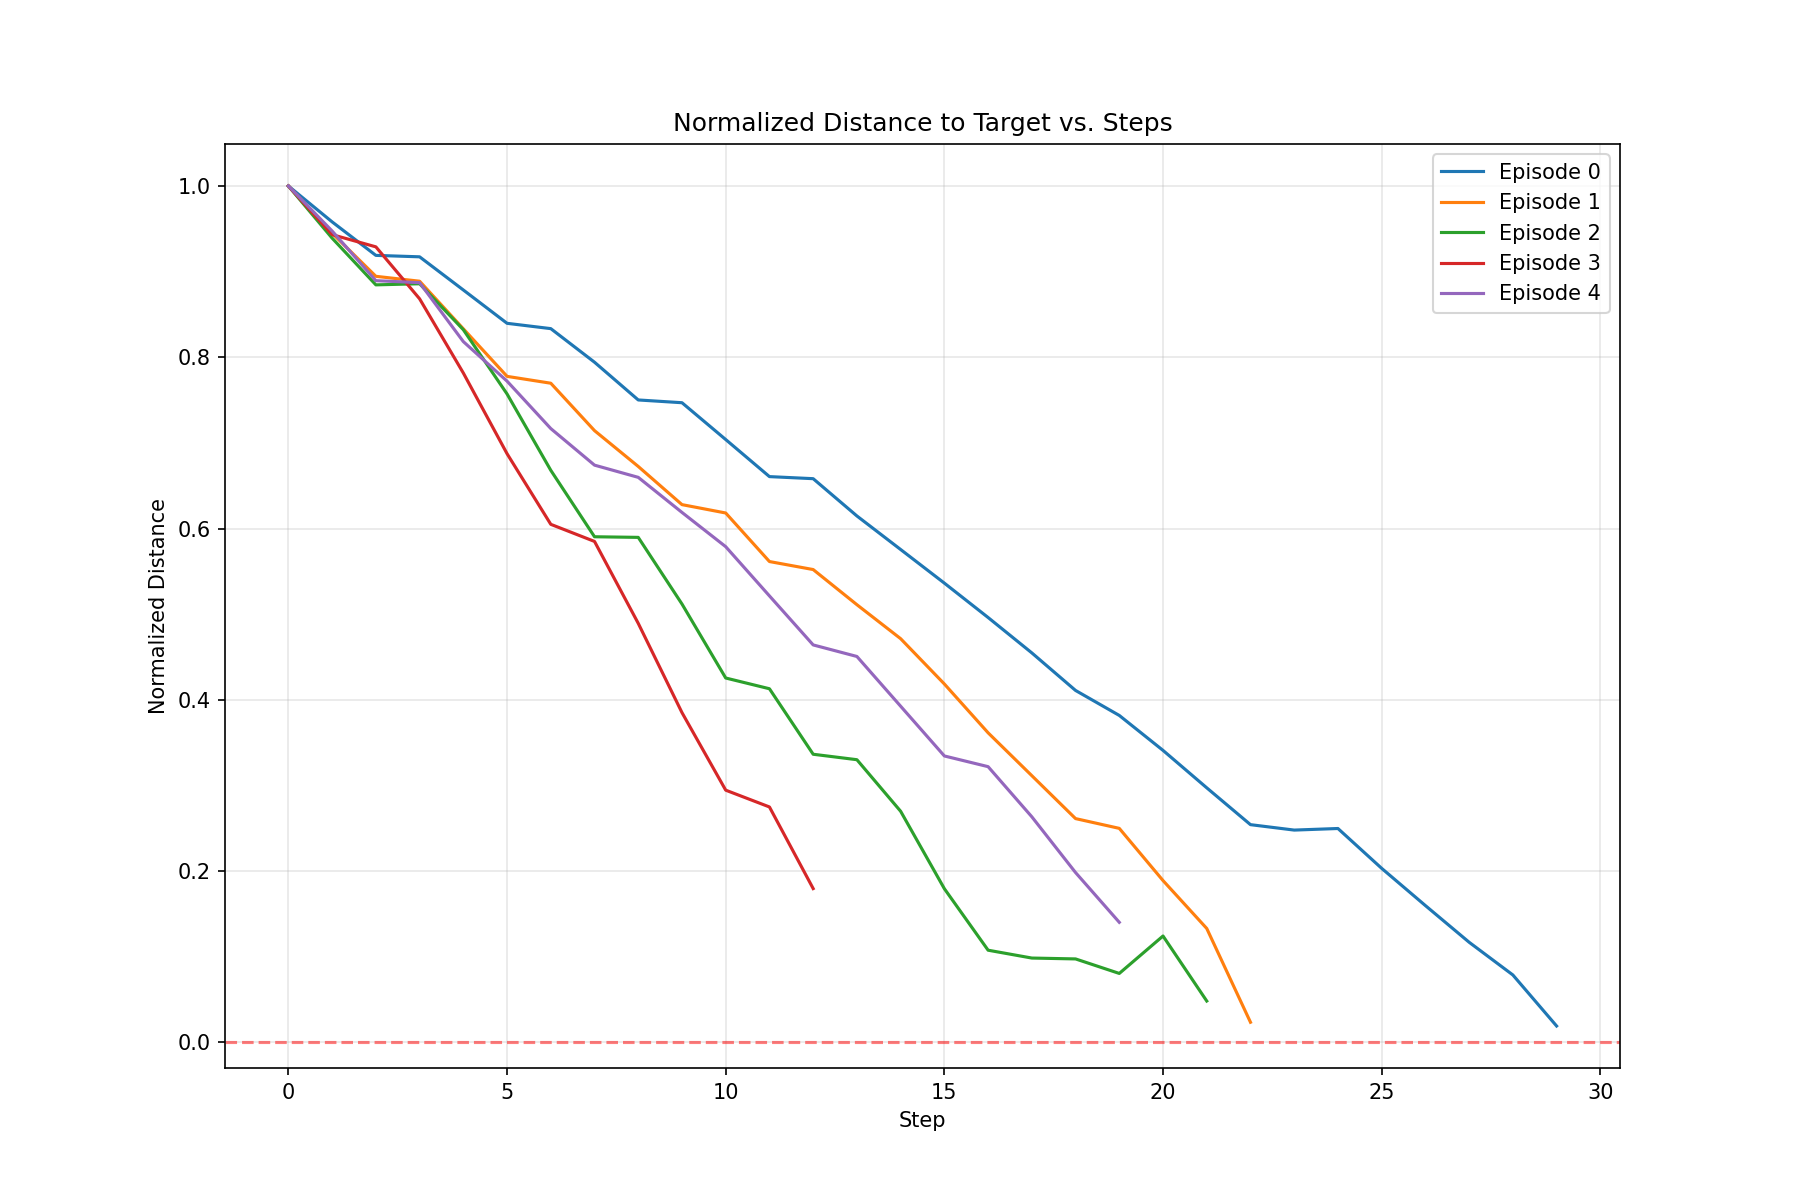 Normalized Distance to Target vs. Steps
Episode 0
Episode 1
Episode 2
Episode 3
Episode 4
Normalized Distance
1.0
0.8
0.6
0.4
0.2
0.0
0 5 10 15 20 25 30
Step